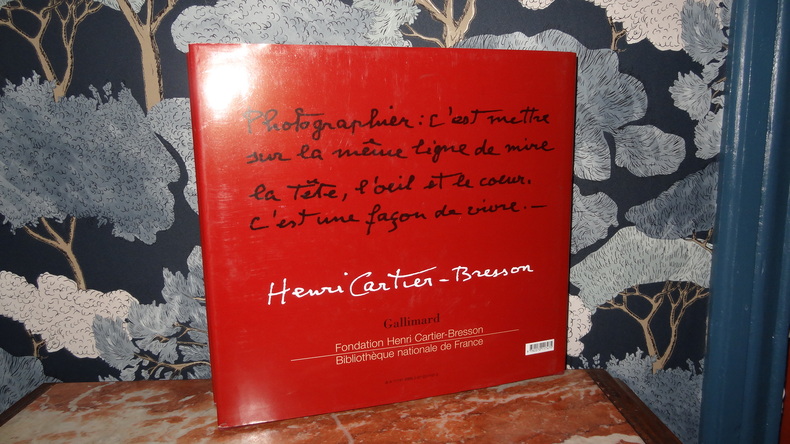 Photographier : c'est mettre
sur la même ligne de mire
la tête, l'oeil et le coeur.
C'est une façon de vivre. —
Henri Cartier-Bresson
Gallimard
Fondation Henri Cartier-Bresson
Bibliothèque nationale de France